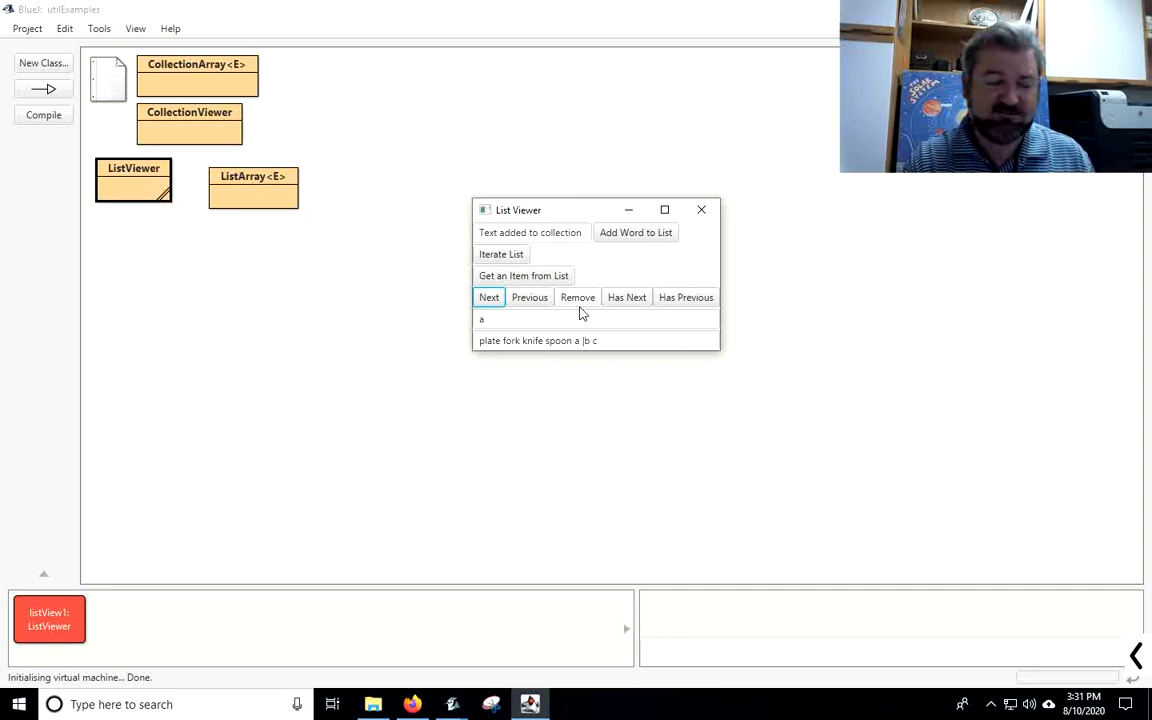 BlueJ: utilExamples
Project Edit Tools View Help
New Class...
Compile
CollectionArray<E>
CollectionViewer
ListViewer
ListArray<E>
THE SOLAR SYSTEM
List Viewer
Text added to collection Add Word to List
Iterate List
Get an Item from List
Next Previous Remove Has Next Has Previous
a
plate fork knife spoon a |b c
listView1:
ListViewer
Initialising virtual machine... Done.
Type here to search
3:31 PM
8/10/2020